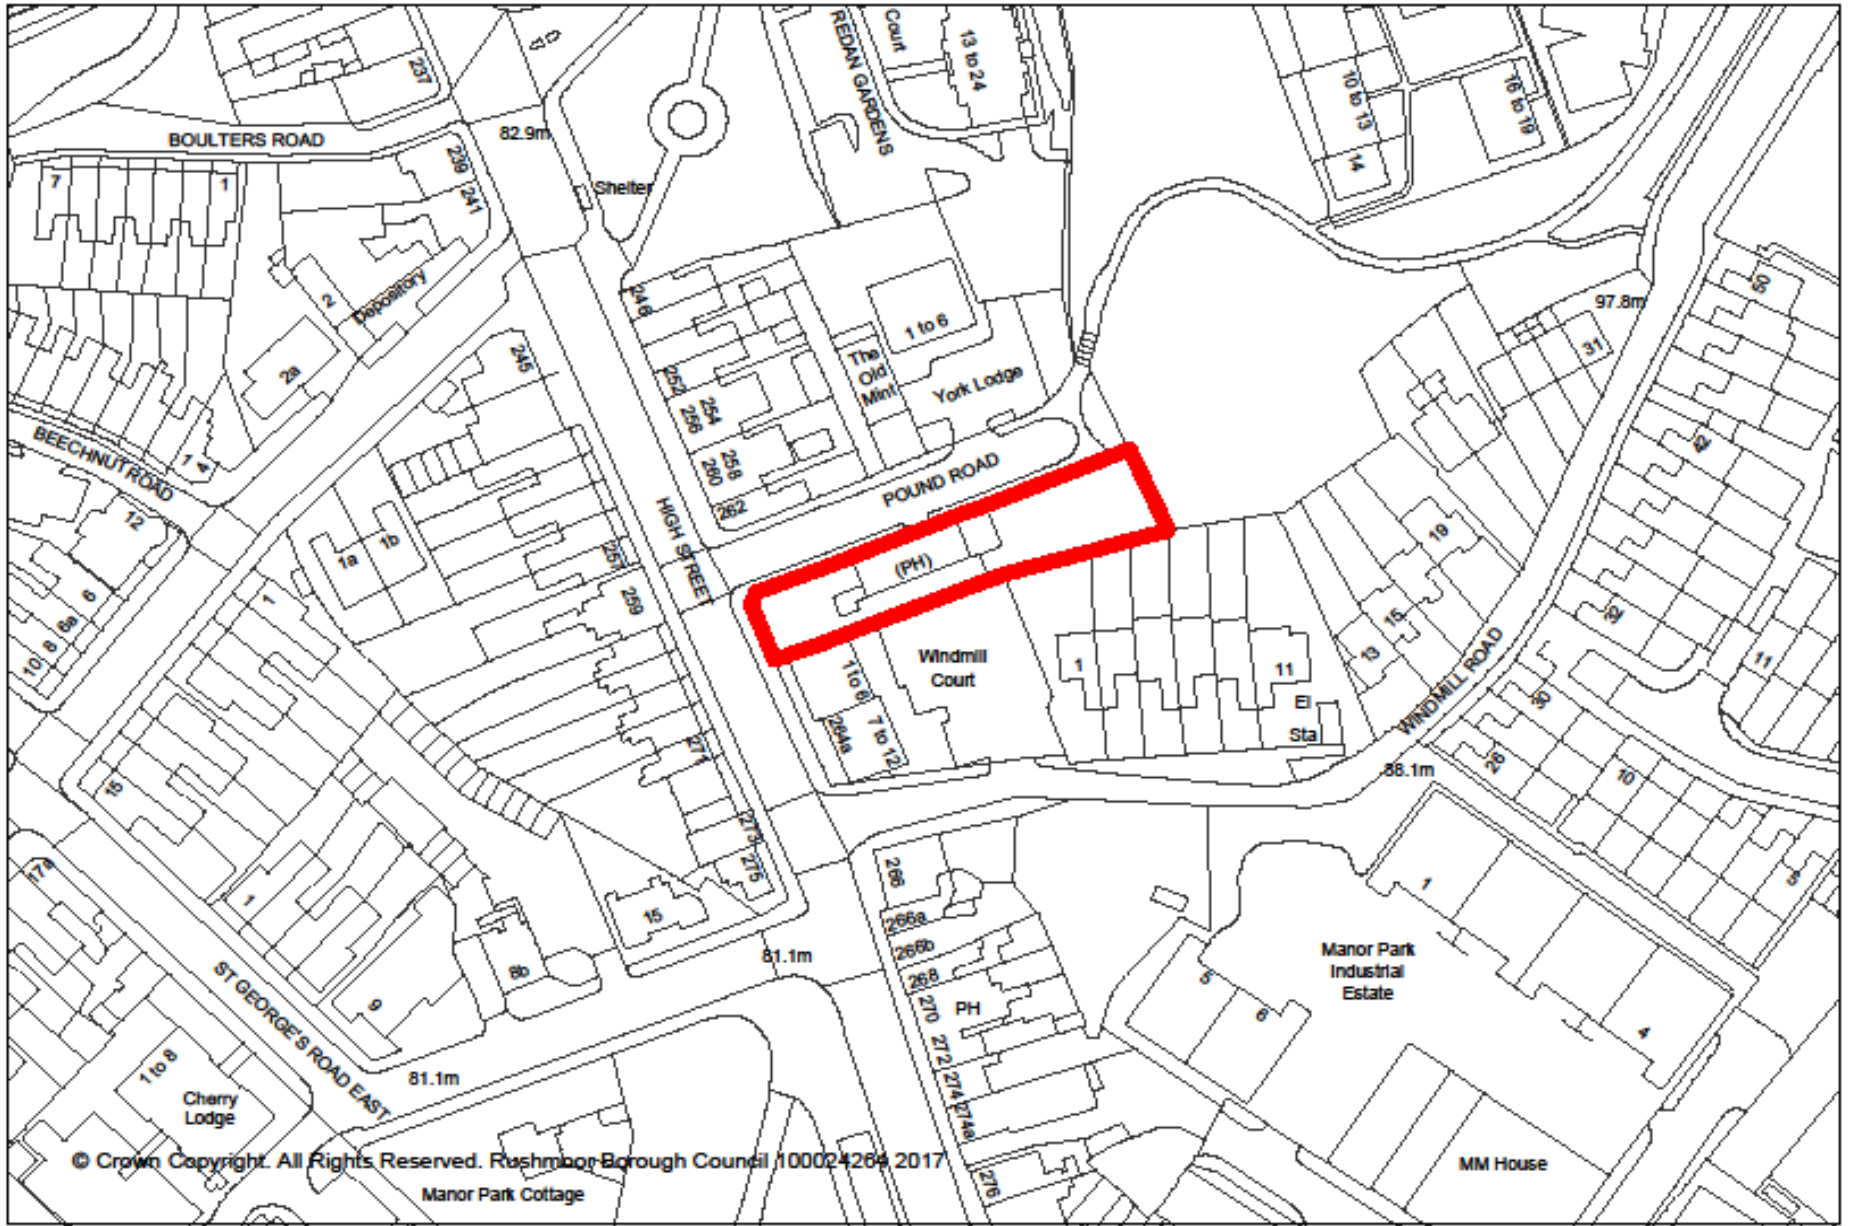 237
Court
REDAN GARDENS
13 to 24
10 to 13
16 to 19
14
BOULTERS ROAD
82.9m
239
241
7
1
Shelter
2
Depository
2a
246
245
1 to 6
The
Old
Mint
York Lodge
252
254
256
258
260
262
97.8m
31
50
42
BEECHNUT ROAD
1
4
12
1a
1b
HIGH STREET
POUND ROAD
(PH)
257
259
6
6a
8
10
1
19
15
13
32
11
WINDMILL ROAD
Windmill
Court
1 to 6
7 to 12
264a
1
11
El
Sta
30
26
10
88.1m
271
273
275
15
17a
1
15
266
266a
266b
268
270
PH
272
274
274a
276
81.1m
8b
9
ST GEORGE'S ROAD EAST
81.1m
1 to 8
Cherry
Lodge
1
5
6
4
Manor Park
Industrial
Estate
MM House
© Crown Copyright. All Rights Reserved. Rushmoor Borough Council 100024264 2017
Manor Park Cottage